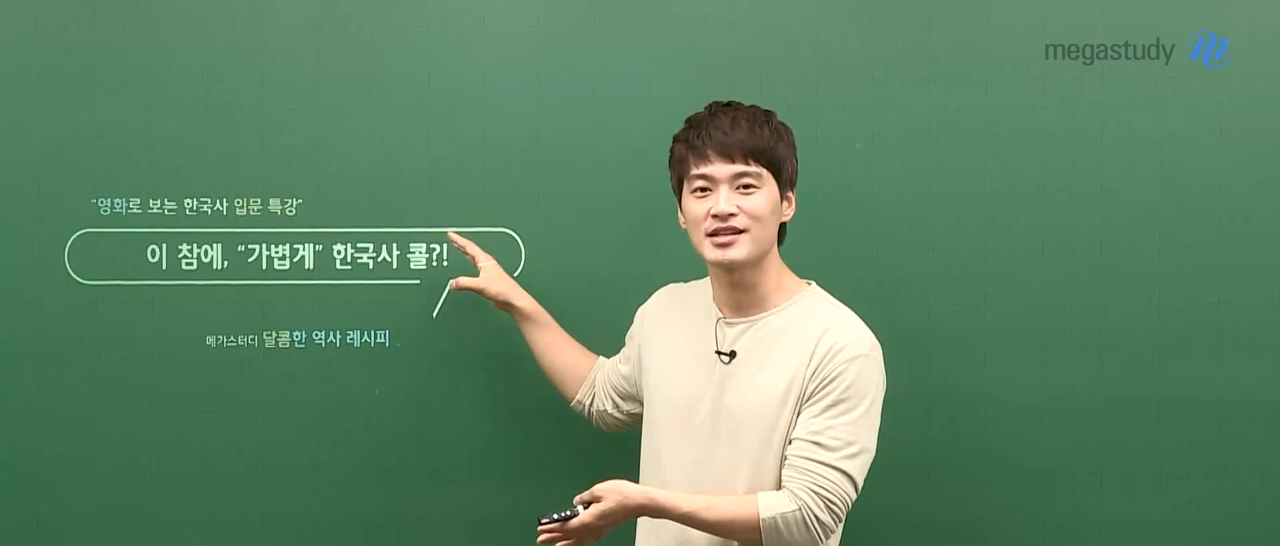 megastudy
"영화로 보는 한국사 입문 특강"
이 참에, "가볍게" 한국사 콜?!
메가스터디 달콤한 역사 레시피